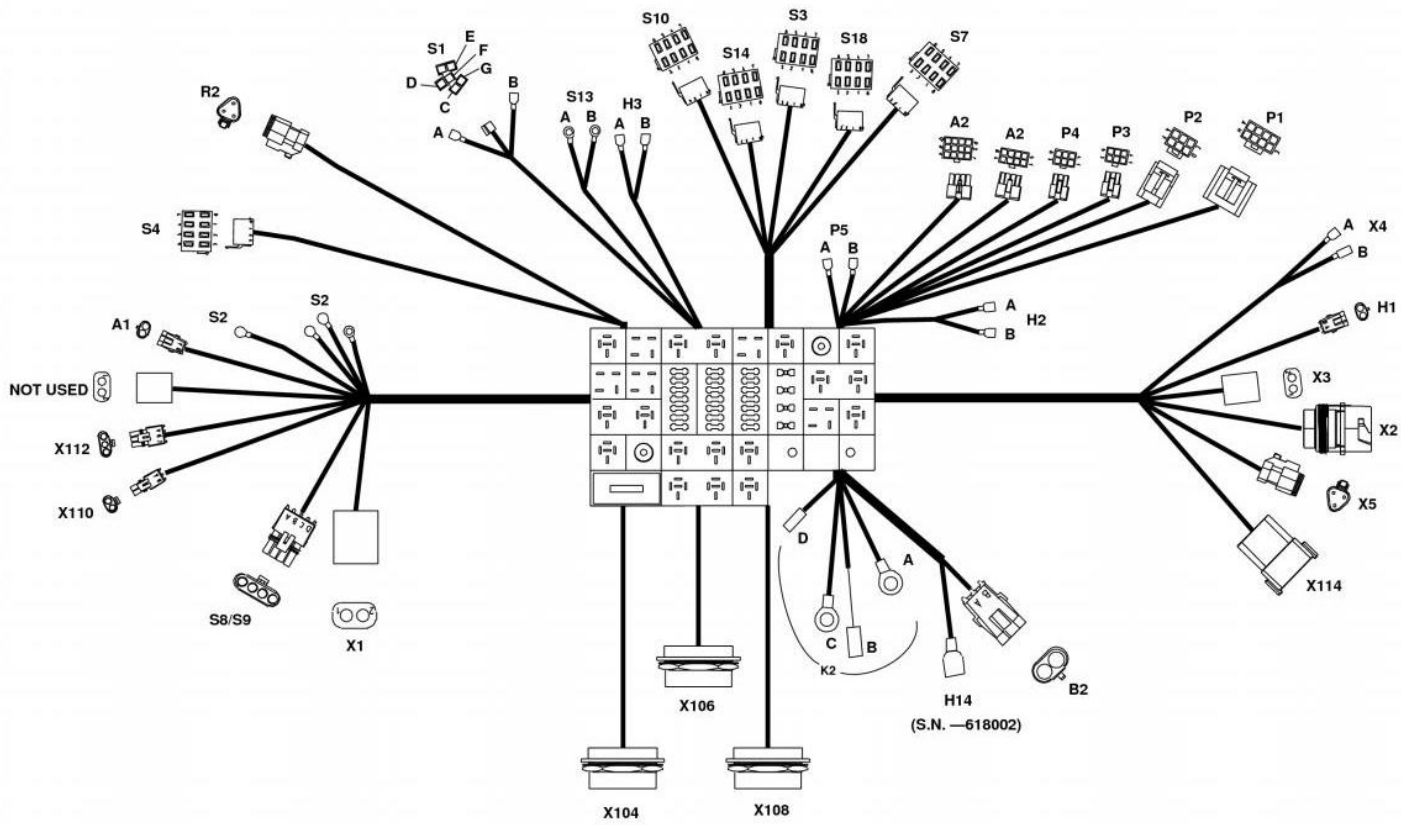 S10
S3
S18
S7
S14
S1
E
F
G
D
C
A
B
R2
S13
A B
H3
A B
A2
A2
P4
P3
P2
P1
S4
P5
A B
A
B
X4
A
B
H2
H1
A1
S2
S2
NOT USED
X3
X2
X112
X110
X5
X114
D C B A
S8/S9
1 2
X1
D
C
B
A
K2
B
A
B2
H14
(S.N. —618002)
X106
X104
X108